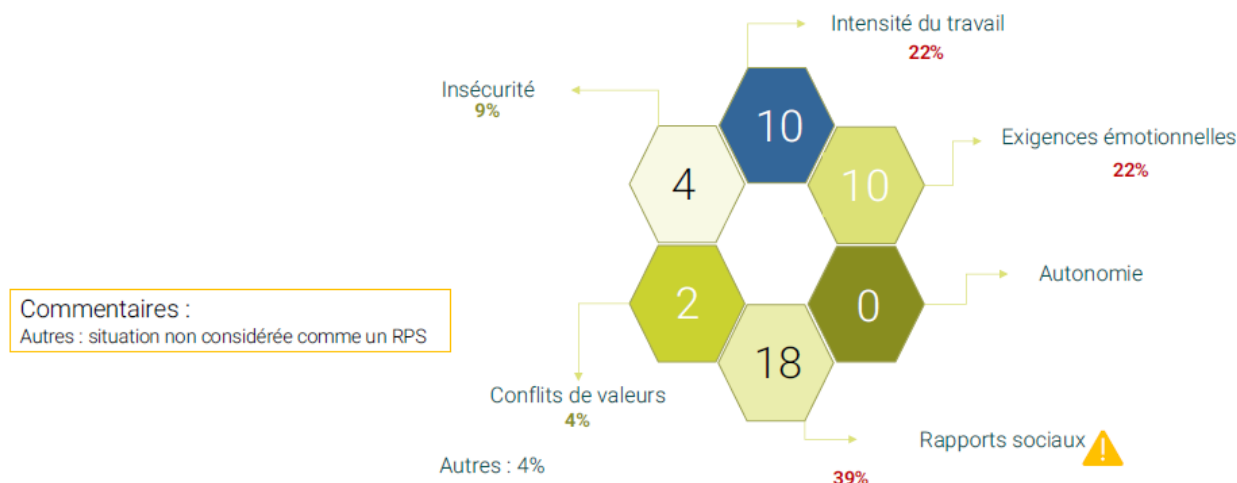 Intensité du travail
22%
Insécurité
9%
10
Exigences émotionnelles
22%
4
10
Autonomie
2
0
Commentaires :
Autres : situation non considérée comme un RPS
18
Conflits de valeurs
4%
Rapports sociaux
Autres : 4%
39%